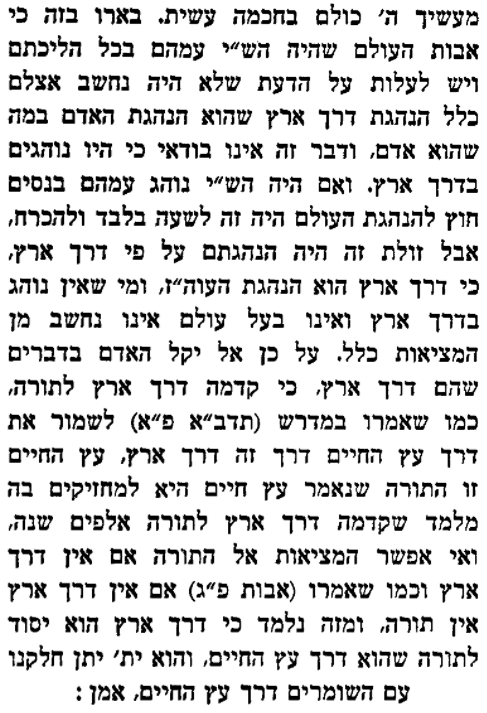 מעשיך ה׳ כולם בחכמה עשית. בארו בזה כי
אבות העולם שהיה הש״י עמהם בכל הליכתם
ויש לעלות על הדעת שלא היה נחשב אצלם
כלל הנהגת דרך ארץ שהוא הנהגת האדם במה
שהוא אדם, ודבר זה אינו בודאי כי היו נוהגים
בדרך ארץ. ואם היה הש״י נוהג עמהם בנסים
חוץ להנהגת העולם היה זה לשעה בלבד ולהכרח,
אבל זולת זה היה הנהגתם על פי דרך ארץ,
כי דרך ארץ הוא הנהגת העוה״ז, ומי שאין נוהג
בדרך ארץ ואינו בעל עולם אינו נחשב מן
המציאות כלל. על כן אל יקל האדם בדברים
שהם דרך ארץ, כי קדמה דרך ארץ לתורה,
כמו שאמרו במדרש (תדב״א פ״א) לשמור את
דרך עץ החיים דרך זה דרך ארץ, עץ החיים
זו התורה שנאמר עץ חיים היא למחזיקים בה
מלמד שקדמה דרך ארץ לתורה אלפים שנה,
ואי אפשר המציאות אל התורה אם אין דרך
ארץ וכמו שאמרו (אבות פ״ג) אם אין דרך ארץ
אין תורה, ומזה נלמד כי דרך ארץ הוא יסוד
לתורה שהוא דרך עץ החיים, והוא ית׳ יתן חלקנו
עם השומרים דרך עץ החיים, אמן :